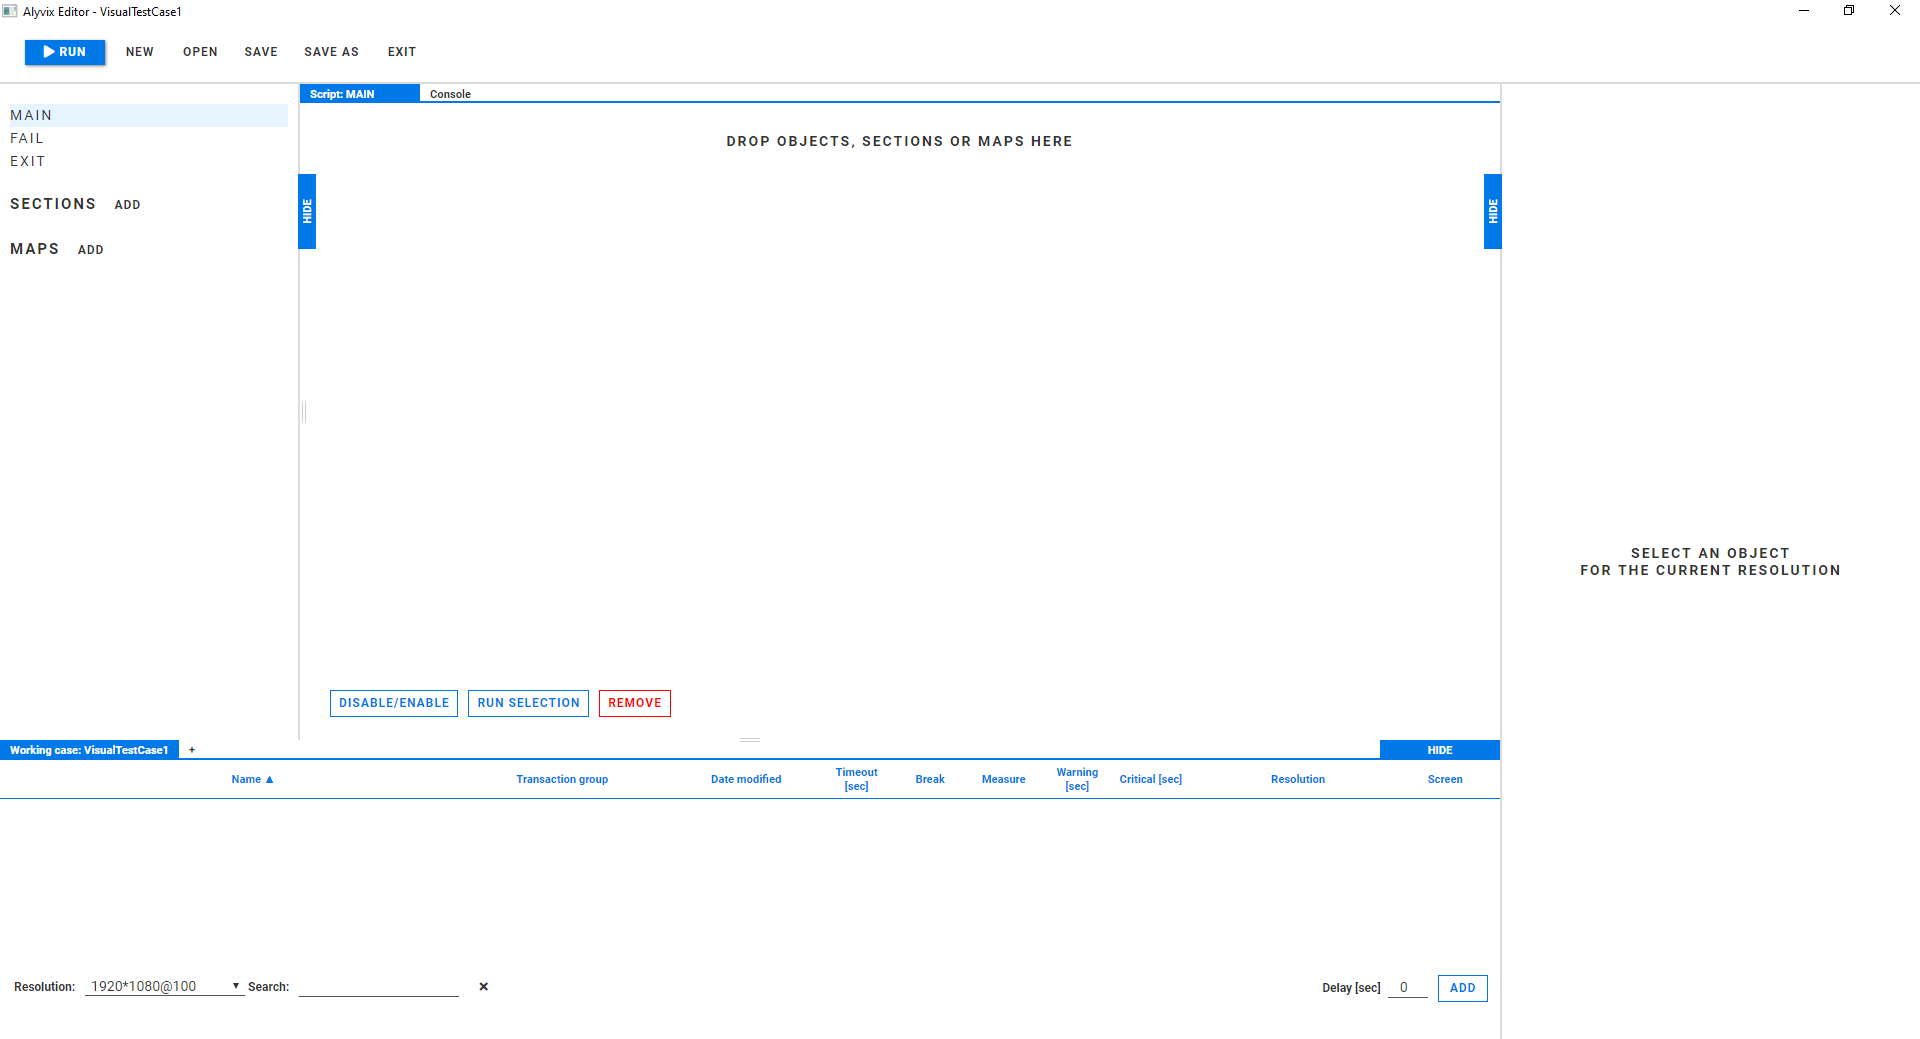 Alyvix Editor - VisualTestCase1
RUN NEW OPEN SAVE SAVE AS EXIT
MAIN
FAIL
EXIT
SECTIONS ADD
MAPS ADD
Script: MAIN Console
DROP OBJECTS, SECTIONS OR MAPS HERE
HIDE
HIDE
DISABLE/ENABLE RUN SELECTION REMOVE
SELECT AN OBJECT
FOR THE CURRENT RESOLUTION
Working case: VisualTestCase1 + HIDE
Name ▲ Transaction group Date modified Timeout [sec] Break Measure Warning [sec] Critical [sec] Resolution Screen
Resolution: 1920*1080@100 ▼ Search: × Delay [sec] 0 ADD